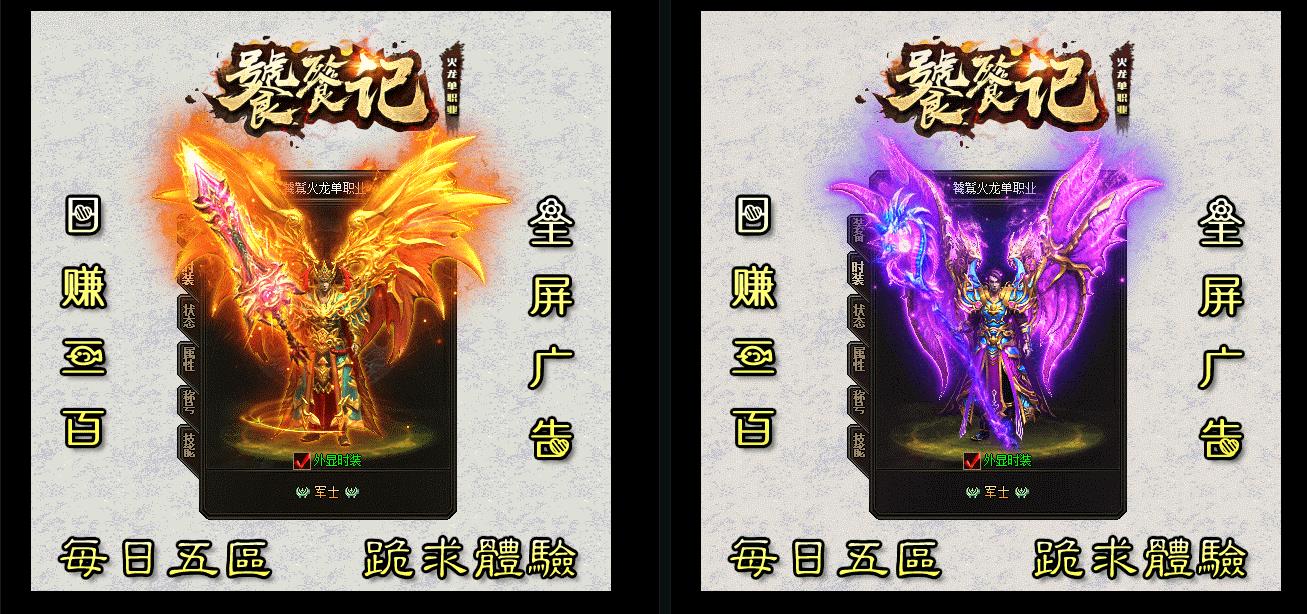 饕餮记
火龙单职业
饕餮火龙单职业
日赚五百
时装
状态
属性
称号
技能
全屏广告
外显时装
军士
每日五區 跪求體驗
饕餮记
火龙单职业
饕餮火龙单职业
日赚五百
装备
时装
状态
属性
称号
技能
全屏广告
外显时装
军士
每日五區 跪求體驗